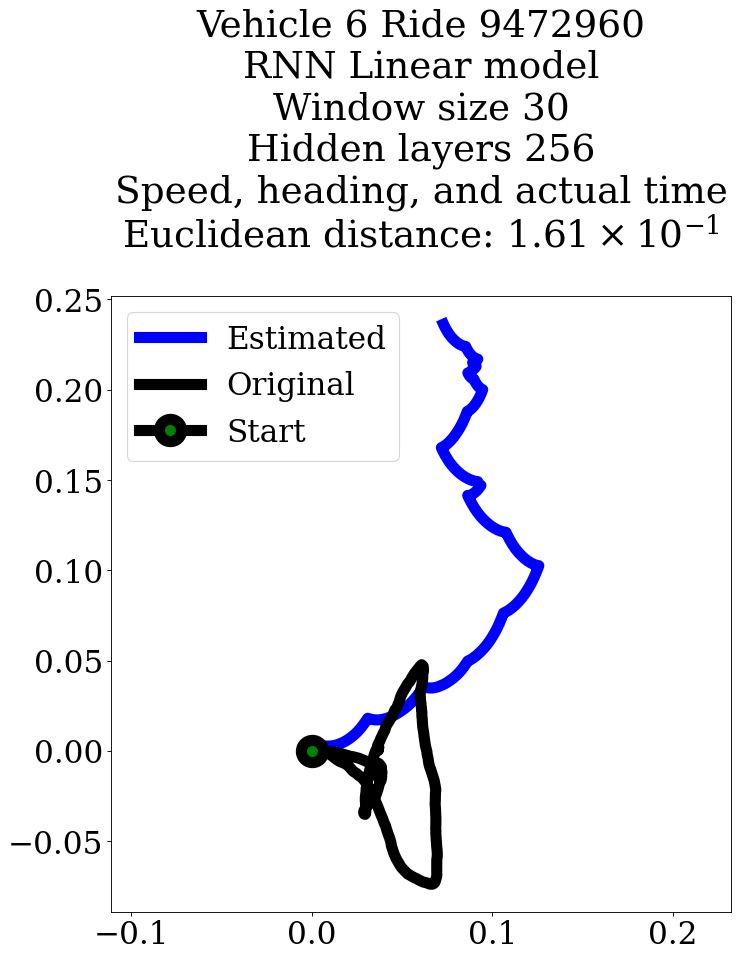 Vehicle 6 Ride 9472960
RNN Linear model
Window size 30
Hidden layers 256
Speed, heading, and actual time
Euclidean distance: 1.61 × 10⁻¹
Estimated
Original
Start
0.25
0.20
0.15
0.10
0.05
0.00
−0.05
−0.1
0.0
0.1
0.2